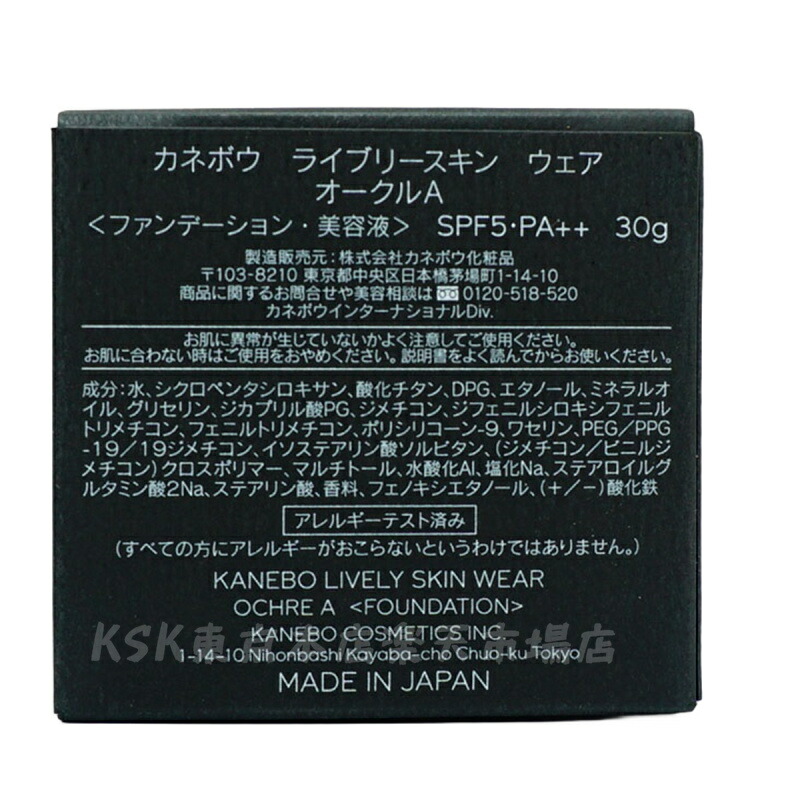 カネボウ ライブリースキン ウェア
オークルA
<ファンデーション・美容液> SPF5・PA++ 30g
製造販売元:株式会社カネボウ化粧品
〒103-8210 東京都中央区日本橋茅場町1-14-10
商品に関するお問合せや美容相談は 0120-518-520
カネボウインターナショナルDiv.
お肌に異常が生じていないかよく注意してご使用ください。
お肌に合わない時はご使用をおやめください。説明書をよく読んでからお使いください。
成分:水、シクロペンタシロキサン、酸化チタン、DPG、エタノール、ミネラルオ
イル、グリセリン、ジカプリル酸PG、ジメチコン、ジフェニルシロキシフェニル
トリメチコン、フェニルトリメチコン、ポリシリコーン-9、ワセリン、PEG/PPG
-19/19ジメチコン、イソステアリン酸ソルビタン、(ジメチコン/ビニルジ
メチコン)クロスポリマー、マルチトール、水酸化Al、塩化Na、ステアロイルグ
ルタミン酸2Na、ステアリン酸、香料、フェノキシエタノール、(+/-)酸化鉄
アレルギーテスト済み
(すべての方にアレルギーがおこらないというわけではありません。)
KANEBO LIVELY SKIN WEAR
OCHRE A <FOUNDATION>
KANEBO COSMETICS INC.
1-14-10 Nihonbashi Kayaba-cho Chuo-ku Tokyo
KSK東京本店楽天市場店
MADE IN JAPAN